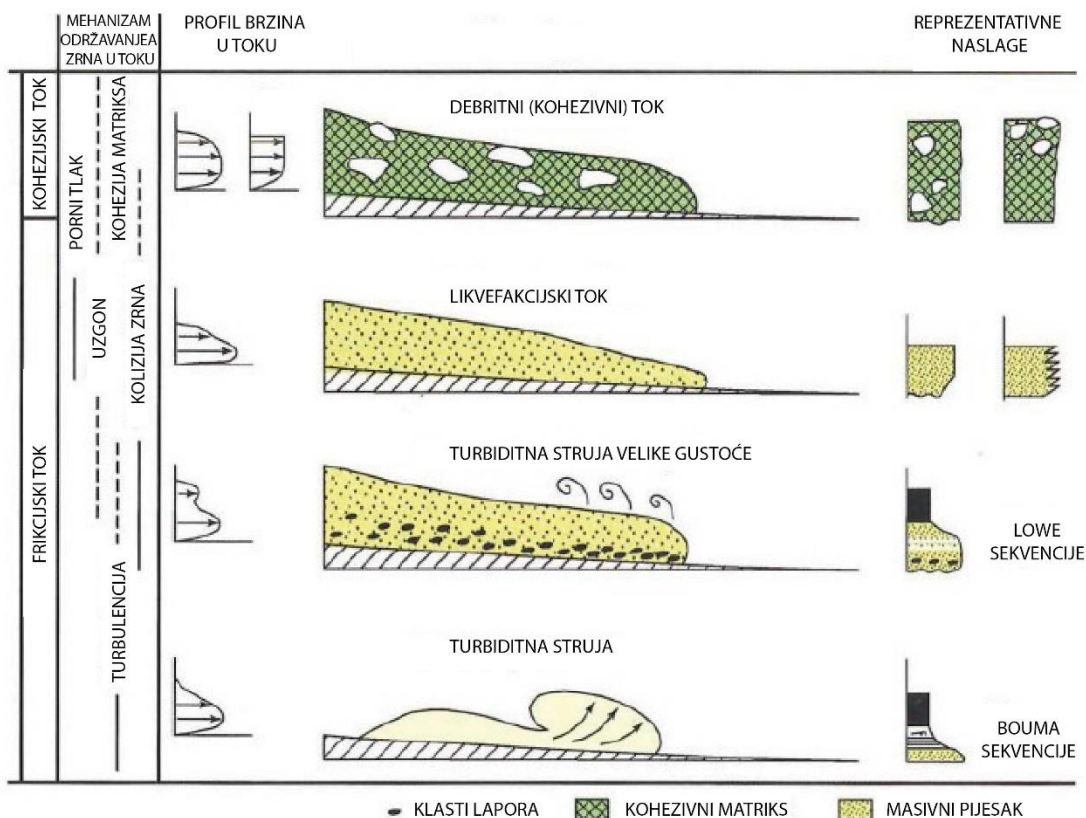 MEHANIZAM
ODRŽAVANJEA
ZRNA U TOKU
PROFIL BRZINA
U TOKU
REPREZENTATIVNE
NASLAGE
KOHEZIJSKI TOK
PORNI TLAK
KOHEZIJA MATRIKSA
DEBRITNI (KOHEZIVNI) TOK
FRIKCIJSKI TOK
UZGON
KOLIZIJA ZRNA
LIKVEFAKCIJSKI TOK
TURBIDITNA STRUJA VELIKE GUSTOĆE
LOWE
SEKVENCIJE
TURBULENCIJA
TURBIDITNA STRUJA
BOUMA
SEKVENCIJE
KLASTI LAPORA
KOHEZIVNI MATRIKS
MASIVNI PIJESAK